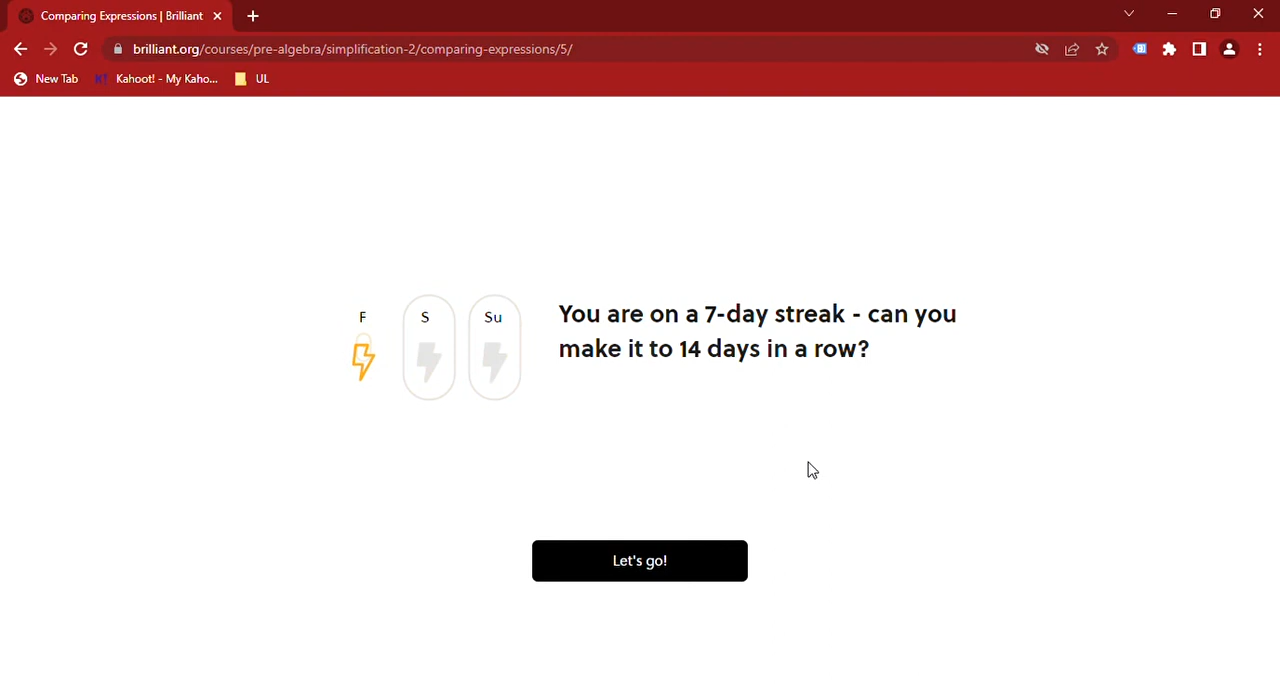 Comparing Expressions | Brilliant
brilliant.org/courses/pre-algebra/simplification-2/comparing-expressions/5/
New Tab
K!
Kahoot! - My Kaho...
UL
F
S
Su
You are on a 7-day streak - can you
make it to 14 days in a row?
Let's go!